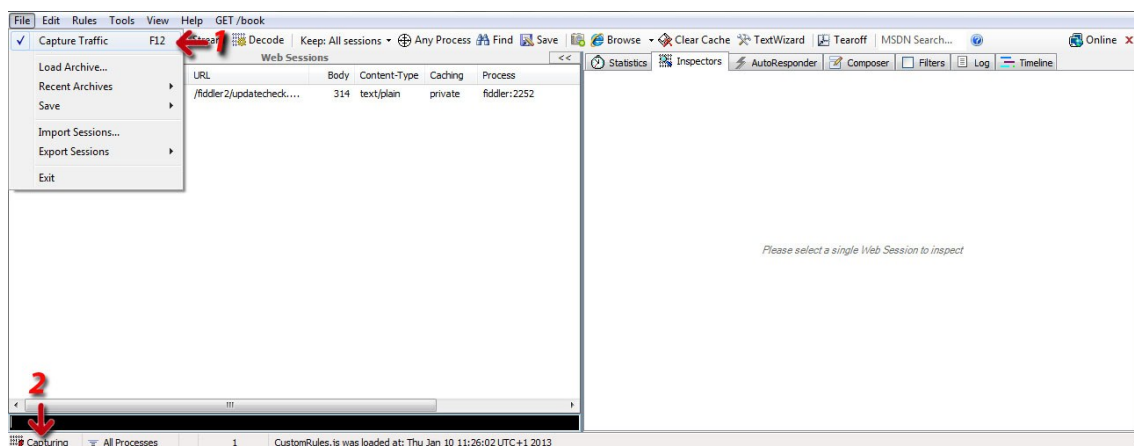 File Edit Rules Tools View Help GET /book
✓ Capture Traffic F12 1
Stream Decode Keep: All sessions Any Process Find Save Browse Clear Cache TextWizard Tearoff MSDN Search... Online X
Load Archive...
Recent Archives
Save
Import Sessions...
Export Sessions
Exit
Web Sessions <<
URL Body Content-Type Caching Process
/fiddler2/updatecheck.... 314 text/plain private fiddler:2252
Statistics Inspectors AutoResponder Composer Filters Log Timeline
Please select a single Web Session to inspect
2
Capturing All Processes 1 CustomRules.js was loaded at: Thu Jan 10 11:26:02 UTC+1 2013